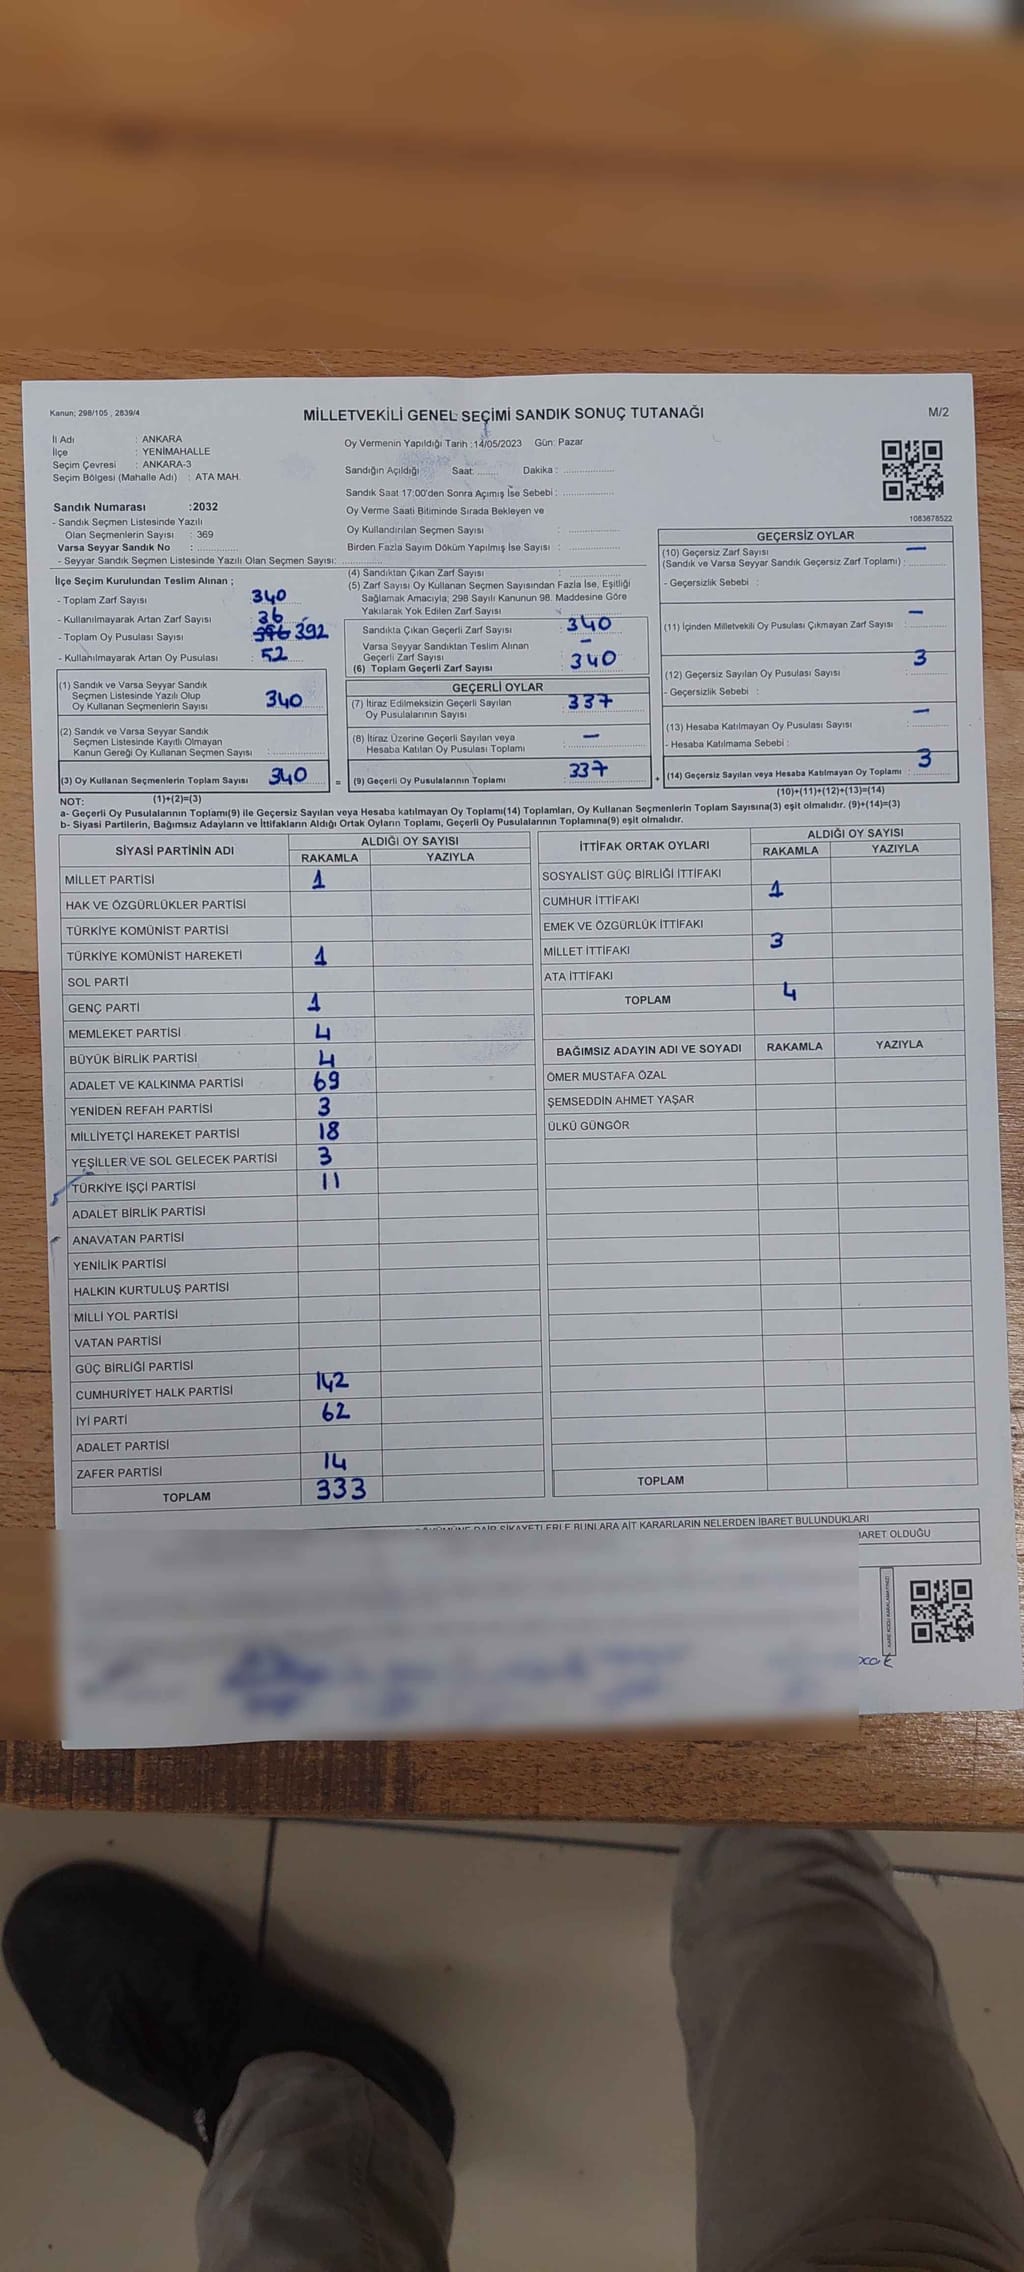 Kanun; 298/105 , 2839/4
MİLLETVEKİLİ GENEL SEÇİMİ SANDIK SONUÇ TUTANAĞI
M/2
İl Adı : ANKARA
İlçe : YENİMAHALLE
Seçim Çevresi : ANKARA-3
Seçim Bölgesi (Mahalle Adı) : ATA MAH.
Sandık Numarası :2032
- Sandık Seçmen Listesinde Yazılı
Olan Seçmenlerin Sayısı : 369
Varsa Seyyar Sandık No : ............
- Seyyar Sandık Seçmen Listesinde Yazılı Olan Seçmen Sayısı: ............
Oy Vermenin Yapıldığı Tarih :14/05/2023 Gün: Pazar
Sandığın Açıldığı Saat: ....... Dakika : ................
Sandık Saat 17:00'den Sonra Açımış İse Sebebi : ................
Oy Verme Saati Bitiminde Sırada Bekleyen ve
Oy Kullandırılan Seçmen Sayısı : ................
Birden Fazla Sayım Döküm Yapılmış İse Sayısı : ................
1083678522
İlçe Seçim Kurulundan Teslim Alınan ;
- Toplam Zarf Sayısı 340
- Kullanılmayarak Artan Zarf Sayısı 36
- Toplam Oy Pusulası Sayısı 396 392
- Kullanılmayarak Artan Oy Pusulası 52
(1) Sandık ve Varsa Seyyar Sandık
Seçmen Listesinde Yazılı Olup
Oy Kullanan Seçmenlerin Sayısı 340
(2) Sandık ve Varsa Seyyar Sandık
Seçmen Listesinde Kayıtlı Olmayan
Kanun Gereği Oy Kullanan Seçmen Sayısı
(3) Oy Kullanan Seçmenlerin Toplam Sayısı 340 =
(1)+(2)=(3)
(4) Sandıktan Çıkan Zarf Sayısı : ............
(5) Zarf Sayısı Oy Kullanan Seçmen Sayısından Fazla İse, Eşitliği
Sağlamak Amacıyla; 298 Sayılı Kanunun 98. Maddesine Göre
Yakılarak Yok Edilen Zarf Sayısı : ............
Sandıkta Çıkan Geçerli Zarf Sayısı : 340
Varsa Seyyar Sandıktan Teslim Alınan
Geçerli Zarf Sayısı : –
(6) Toplam Geçerli Zarf Sayısı : 340
GEÇERLİ OYLAR
(7) İtiraz Edilmeksizin Geçerli Sayılan
Oy Pusulalarının Sayısı : 337
(8) İtiraz Üzerine Geçerli Sayılan veya
Hesaba Katılan Oy Pusulası Toplamı : –
(9) Geçerli Oy Pusulalarının Toplamı : 337 +
GEÇERSİZ OYLAR
(10) Geçersiz Zarf Sayısı –
(Sandık ve Varsa Seyyar Sandık Geçersiz Zarf Toplamı) :
- Geçersizlik Sebebi :
(11) İçinden Milletvekili Oy Pusulası Çıkmayan Zarf Sayısı : –
(12) Geçersiz Sayılan Oy Pusulası Sayısı : 3
- Geçersizlik Sebebi :
(13) Hesaba Katılmayan Oy Pusulası Sayısı : –
- Hesaba Katılmama Sebebi :
(14) Geçersiz Sayılan veya Hesaba Katılmayan Oy Toplamı : 3
(10)+(11)+(12)+(13)=(14)
NOT:
a- Geçerli Oy Pusulalarının Toplamı(9) ile Geçersiz Sayılan veya Hesaba katılmayan Oy Toplamı(14) Toplamları, Oy Kullanan Seçmenlerin Toplam Sayısına(3) eşit olmalıdır. (9)+(14)=(3)
b- Siyasi Partilerin, Bağımsız Adayların ve İttifakların Aldığı Ortak Oyların Toplamı, Geçerli Oy Pusulalarının Toplamına(9) eşit olmalıdır.
SİYASİ PARTİNİN ADI ALDIĞI OY SAYISI
RAKAMLA YAZIYLA
MİLLET PARTİSİ 1
HAK VE ÖZGÜRLÜKLER PARTİSİ
TÜRKİYE KOMÜNİST PARTİSİ
TÜRKİYE KOMÜNİST HAREKETİ 1
SOL PARTİ
GENÇ PARTİ 1
MEMLEKET PARTİSİ 4
BÜYÜK BİRLİK PARTİSİ 4
ADALET VE KALKINMA PARTİSİ 69
YENİDEN REFAH PARTİSİ 3
MİLLİYETÇİ HAREKET PARTİSİ 18
YEŞİLLER VE SOL GELECEK PARTİSİ 3
TÜRKİYE İŞÇİ PARTİSİ 11
ADALET BİRLİK PARTİSİ
ANAVATAN PARTİSİ
YENİLİK PARTİSİ
HALKIN KURTULUŞ PARTİSİ
MİLLİ YOL PARTİSİ
VATAN PARTİSİ
GÜÇ BİRLİĞİ PARTİSİ
CUMHURİYET HALK PARTİSİ 142
İYİ PARTİ 62
ADALET PARTİSİ
ZAFER PARTİSİ 14
TOPLAM 333
İTTİFAK ORTAK OYLARI ALDIĞI OY SAYISI
RAKAMLA YAZIYLA
SOSYALİST GÜÇ BİRLİĞİ İTTİFAKI
CUMHUR İTTİFAKI 1
EMEK VE ÖZGÜRLÜK İTTİFAKI
MİLLET İTTİFAKI 3
ATA İTTİFAKI
TOPLAM 4
BAĞIMSIZ ADAYIN ADI VE SOYADI RAKAMLA YAZIYLA
ÖMER MUSTAFA ÖZAL
ŞEMSEDDİN AHMET YAŞAR
ÜLKÜ GÜNGÖR
TOPLAM
ŞİKAYETLERLE BUNLARA AİT KARARLARIN NELERDEN İBARET BULUNDUKLARI
OLDUĞU